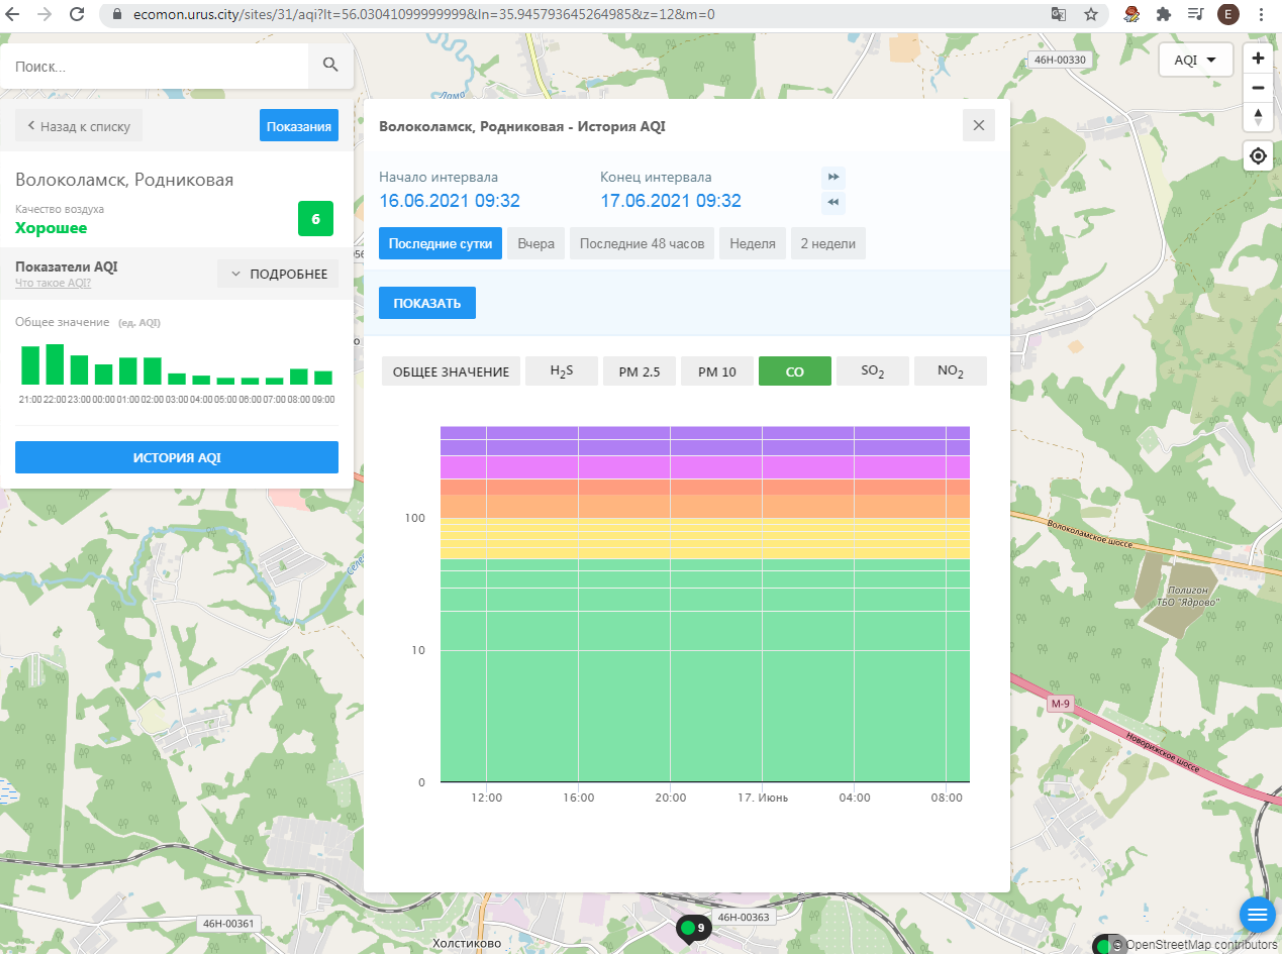 ecomon.urus.city/sites/31/aqi?lt=56.03041099999999&ln=35.945793645264985&z=12&m=0
E
Поиск...
46Н-00330
AQI
Назад к списку
Показания
Волоколамск, Родниковая - История AQI
Волоколамск, Родниковая
Качество воздуха
Хорошее
6
Начало интервала
Конец интервала
16.06.2021 09:32
17.06.2021 09:32
Последние сутки
Вчера
Последние 48 часов
Неделя
2 недели
Показатели AQI
Что такое AQI?
ПОДРОБНЕЕ
ПОКАЗАТЬ
Общее значение (ед. AQI)
21:00 22:00 23:00 00:00 01:00 02:00 03:00 04:00 05:00 06:00 07:00 08:00 09:00
ИСТОРИЯ AQI
ОБЩЕЕ ЗНАЧЕНИЕ
H2S
PM 2.5
PM 10
CO
SO2
NO2
100
10
0
12:00
16:00
20:00
17. Июнь
04:00
08:00
Волоколамское шоссе
Полигон
ТБО "Ядрово"
М-9
Новорижское шоссе
46Н-00361
46Н-00363
9
Холстиково
© OpenStreetMap contributors